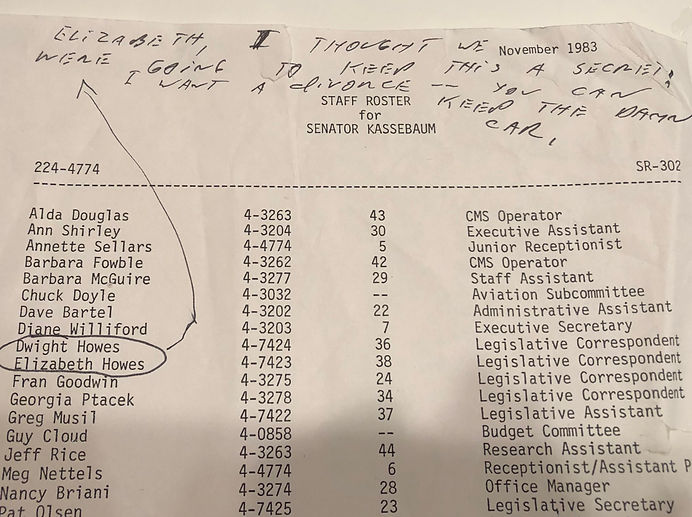 ELIZABETH, I THOUGHT WE
November 1983
WERE GOING TO KEEP THIS A SECRET!
I WANT A DIVORCE -- YOU CAN
KEEP THE DAMN
CAR.
STAFF ROSTER
for
SENATOR KASSEBAUM
224-4774 SR-302
Alda Douglas 4-3263 43 CMS Operator
Ann Shirley 4-3204 30 Executive Assistant
Annette Sellars 4-4774 5 Junior Receptionist
Barbara Fowble 4-3262 42 CMS Operator
Barbara McGuire 4-3277 29 Staff Assistant
Chuck Doyle 4-3032 -- Aviation Subcommittee
Dave Bartel 4-3202 22 Administrative Assistant
Diane Williford 4-3203 7 Executive Secretary
Dwight Howes 4-7424 36 Legislative Correspondent
Elizabeth Howes 4-7423 38 Legislative Correspondent
Fran Goodwin 4-3275 24 Legislative Correspondent
Georgia Ptacek 4-3278 34 Legislative Correspondent
Greg Musil 4-7422 37 Legislative Assistant
Guy Cloud 4-0858 -- Budget Committee
Jeff Rice 4-3263 44 Research Assistant
Meg Nettels 4-4774 6 Receptionist/Assistant P
Nancy Briani 4-3274 28 Office Manager
Pat Olsen 4-7425 23 Legislative Secretary